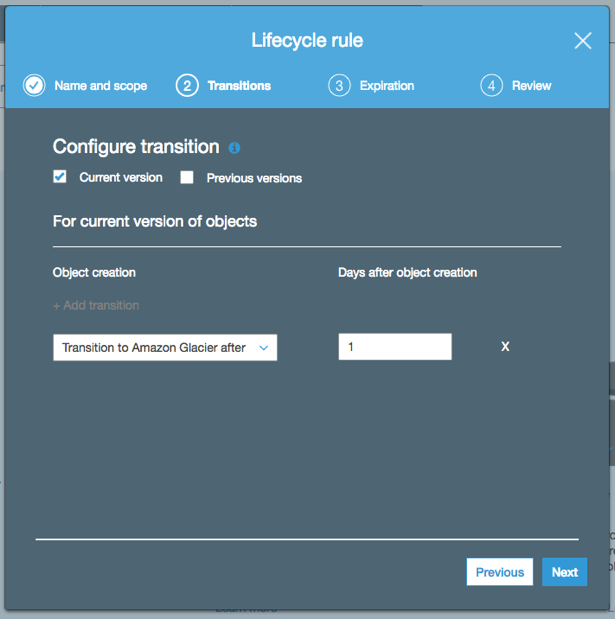 Lifecycle rule
Name and scope 2 Transitions 3 Expiration 4 Review
Configure transition i
Current version Previous versions
For current version of objects
Object creation Days after object creation
+ Add transition
Transition to Amazon Glacier after 1 X
Previous Next